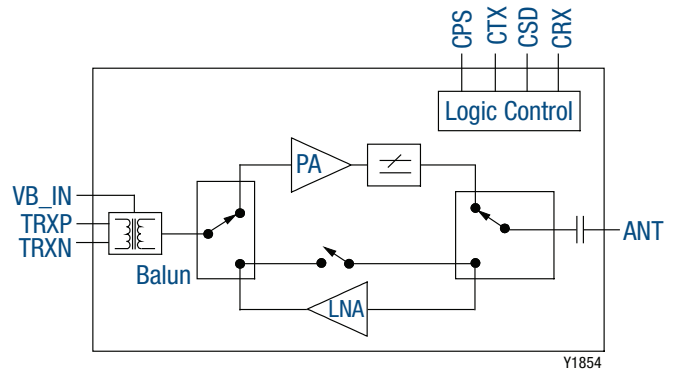 CPS
CTX
CSD
CRX
Logic Control
PA
VB_IN
TRXP
TRXN
ANT
Balun
LNA
Y1854